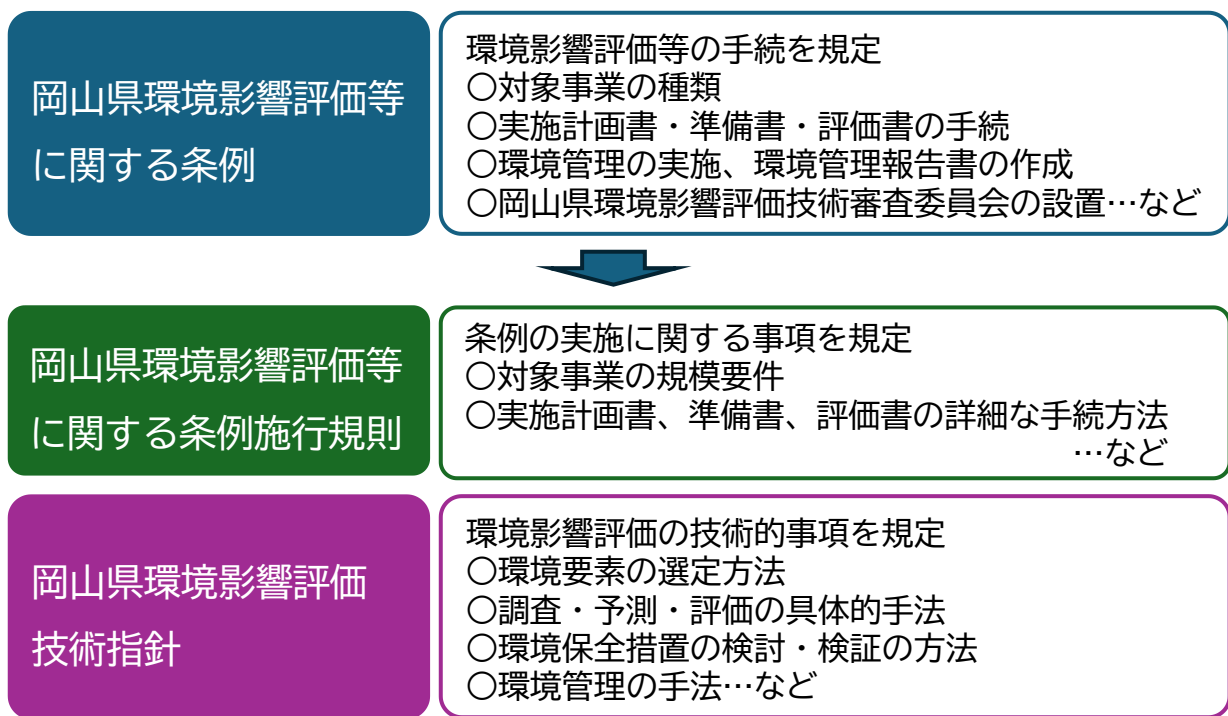 岡山県環境影響評価等
に関する条例
環境影響評価等の手続を規定
○対象事業の種類
○実施計画書・準備書・評価書の手続
○環境管理の実施、環境管理報告書の作成
○岡山県環境影響評価技術審査委員会の設置…など
岡山県環境影響評価等
に関する条例施行規則
条例の実施に関する事項を規定
○対象事業の規模要件
○実施計画書、準備書、評価書の詳細な手続方法
…など
岡山県環境影響評価
技術指針
環境影響評価の技術的事項を規定
○環境要素の選定方法
○調査・予測・評価の具体的手法
○環境保全措置の検討・検証の方法
○環境管理の手法…など